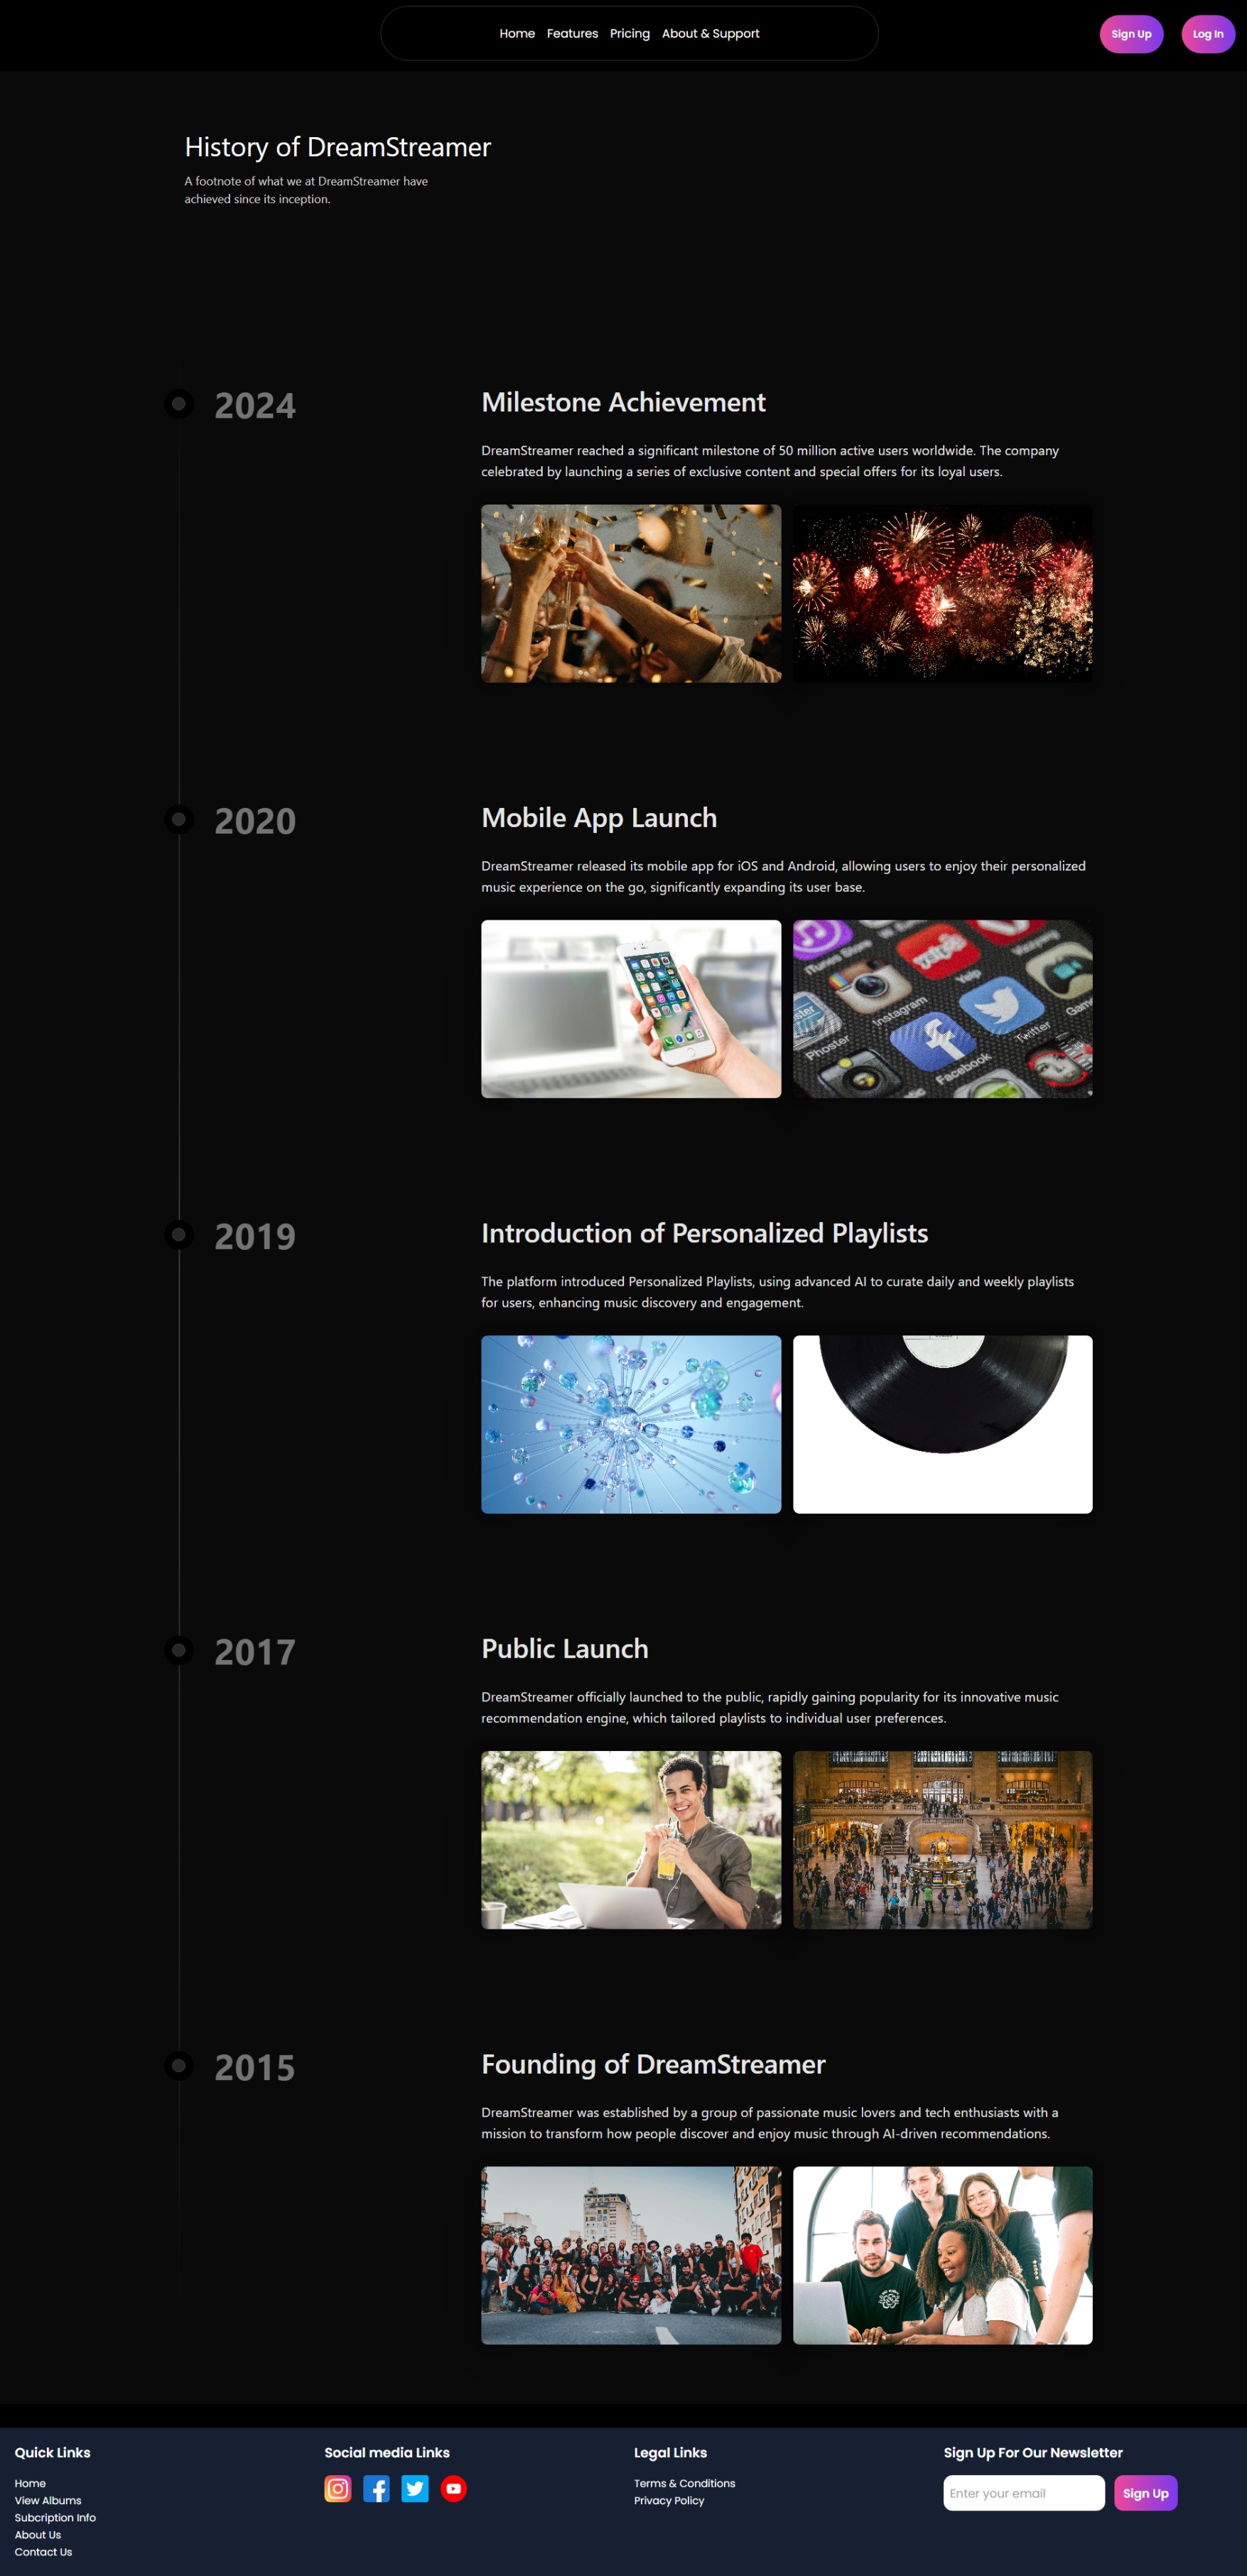 Home Features Pricing About & Support
Sign Up
Log In
History of DreamStreamer
A footnote of what we at DreamStreamer have
achieved since its inception.
2024
Milestone Achievement
DreamStreamer reached a significant milestone of 50 million active users worldwide. The company
celebrated by launching a series of exclusive content and special offers for its loyal users.
2020
Mobile App Launch
DreamStreamer released its mobile app for iOS and Android, allowing users to enjoy their personalized
music experience on the go, significantly expanding its user base.
Yelp
Instagram
Twitter
Phoster
Facebook
2019
Introduction of Personalized Playlists
The platform introduced Personalized Playlists, using advanced AI to curate daily and weekly playlists
for users, enhancing music discovery and engagement.
2017
Public Launch
DreamStreamer officially launched to the public, rapidly gaining popularity for its innovative music
recommendation engine, which tailored playlists to individual user preferences.
2015
Founding of DreamStreamer
DreamStreamer was established by a group of passionate music lovers and tech enthusiasts with a
mission to transform how people discover and enjoy music through AI-driven recommendations.
Quick Links
Home
View Albums
Subcription Info
About Us
Contact Us
Social media Links
Legal Links
Terms & Conditions
Privacy Policy
Sign Up For Our Newsletter
Enter your email
Sign Up